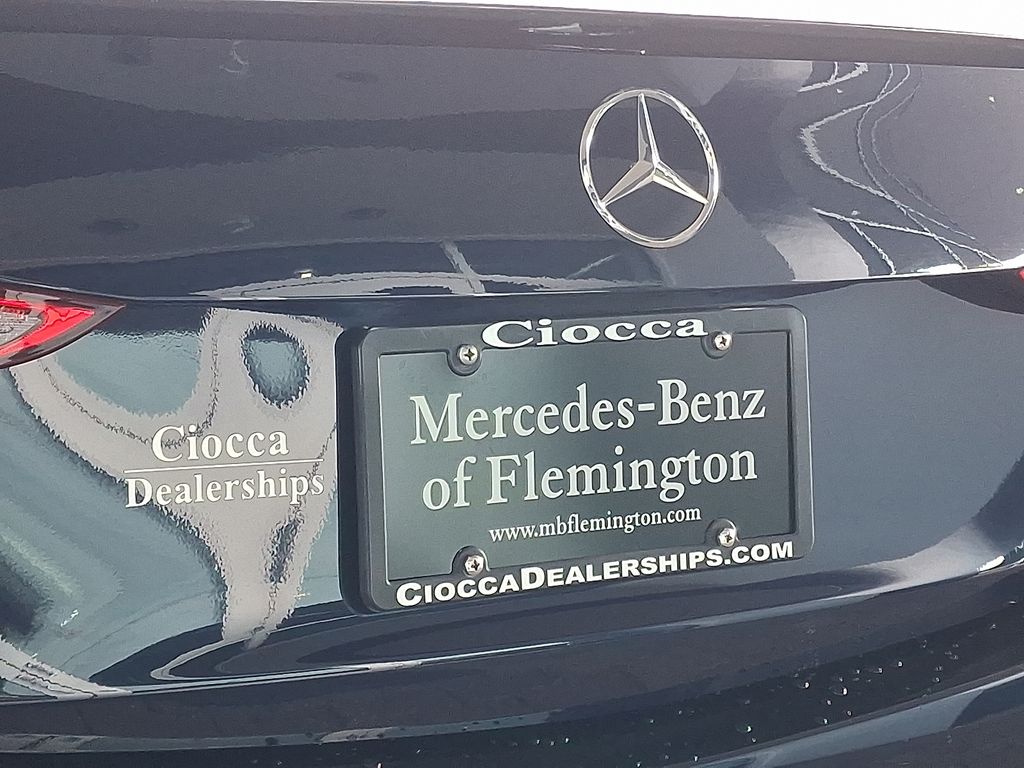 Ciocca
Dealerships
Ciocca
Mercedes-Benz
of Flemington
www.mbflemington.com
CioccaDealerships.com